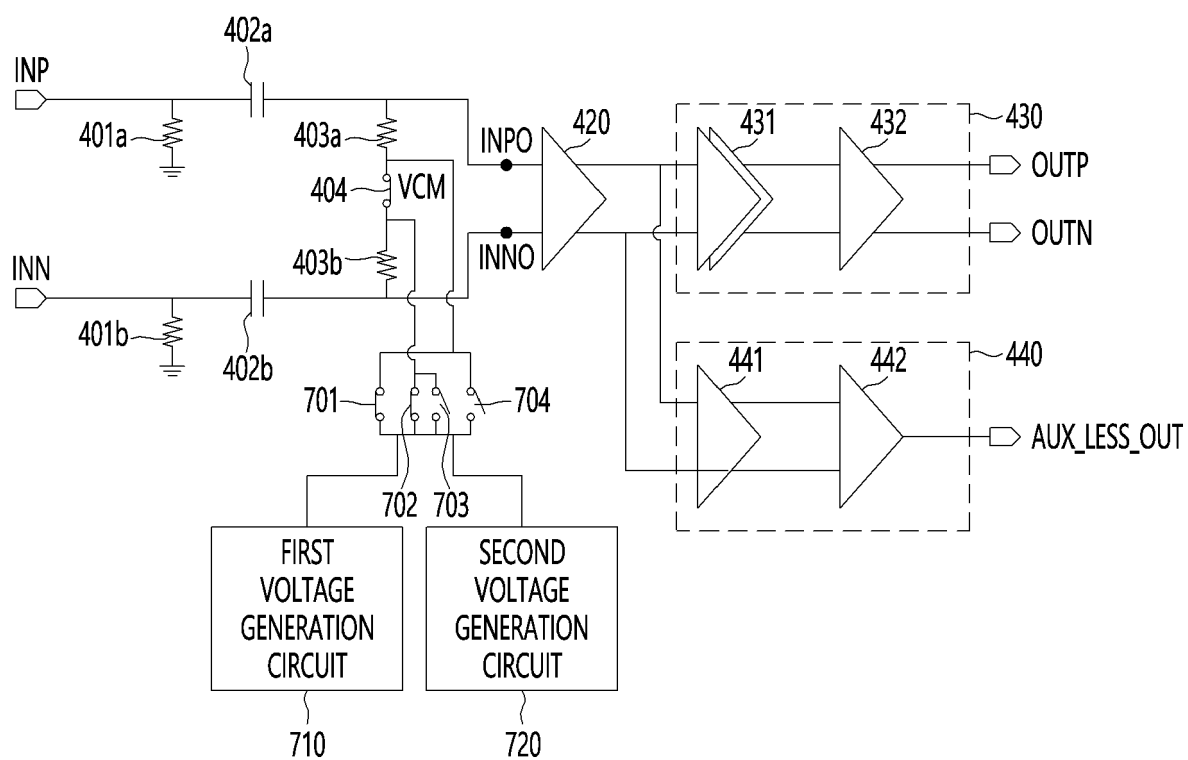 402a
INP
401a
403a
404
VCM
INPO
420
431
432
430
OUTP
OUTN
INN
403b
INNO
401b
402b
701
702
703
704
441
442
440
AUX_LESS_OUT
FIRST
VOLTAGE
GENERATION
CIRCUIT
SECOND
VOLTAGE
GENERATION
CIRCUIT
710
720